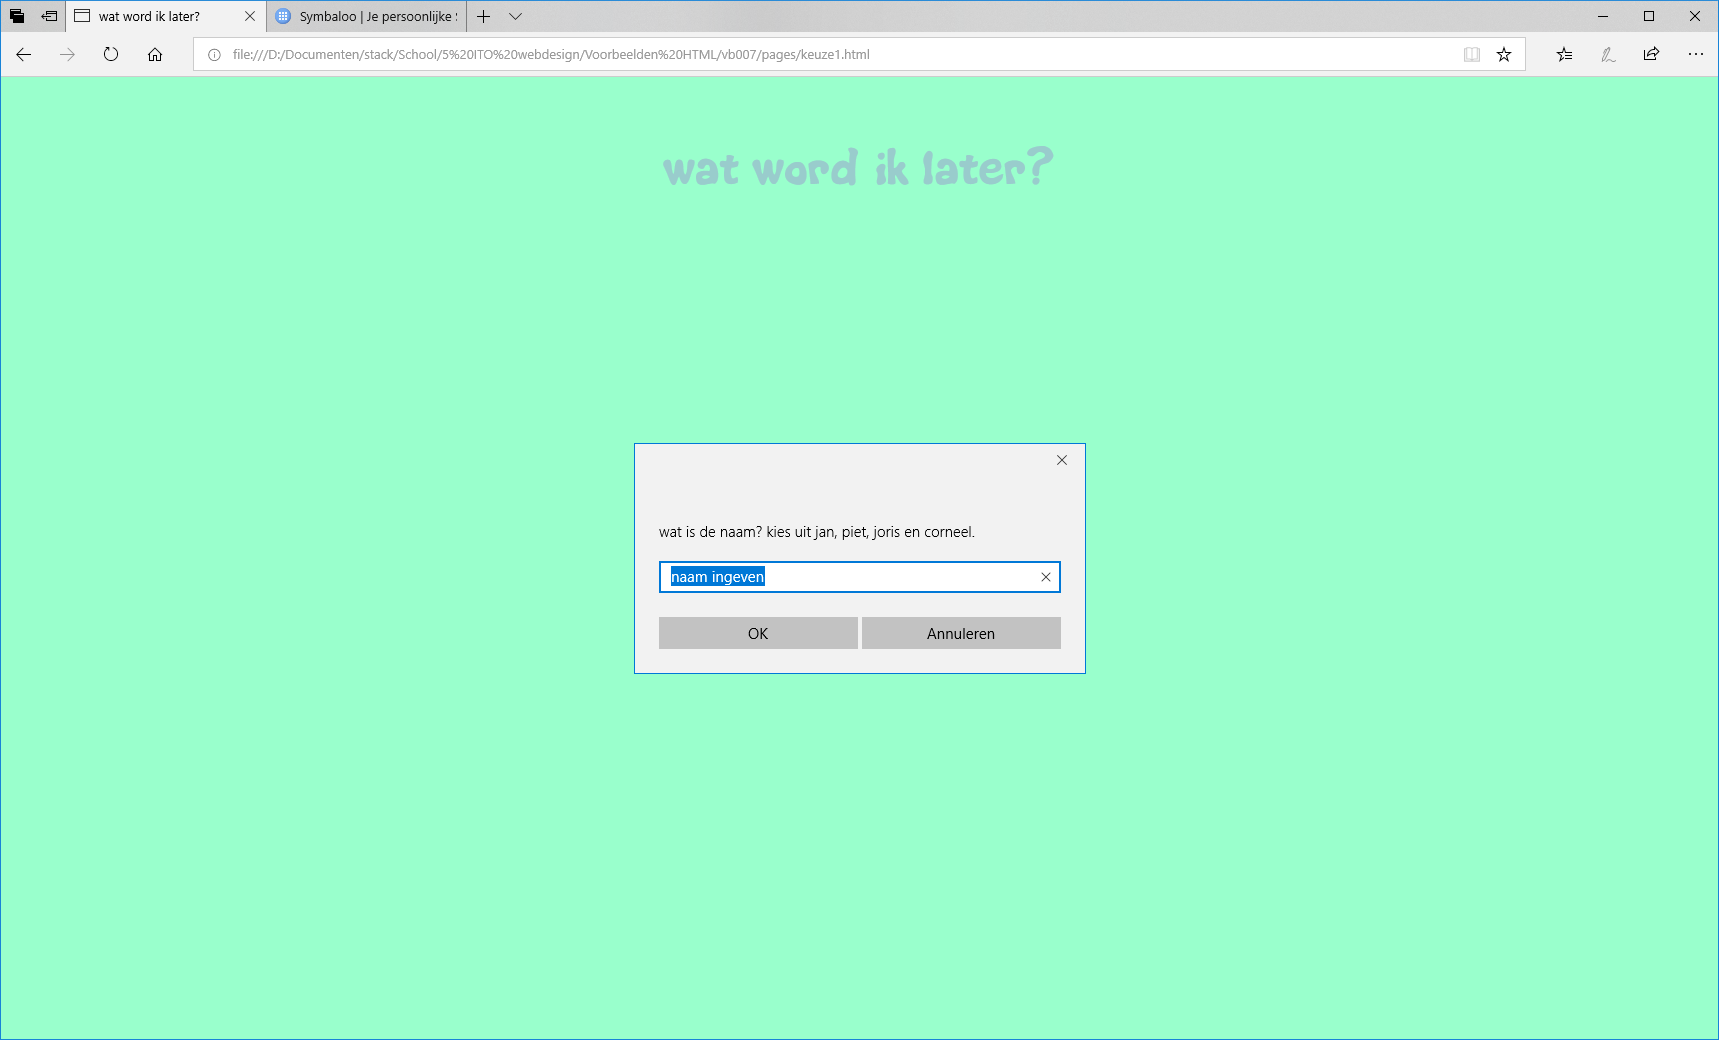 wat word ik later?
Symbaloo | Je persoonlijke
file:///D:/Documenten/stack/School/5%20ITO%20webdesign/Voorbeelden%20HTML/vb007/pages/keuze1.html
wat word ik later?
wat is de naam? kies uit jan, piet, joris en corneel.
naam ingeven
OK
Annuleren